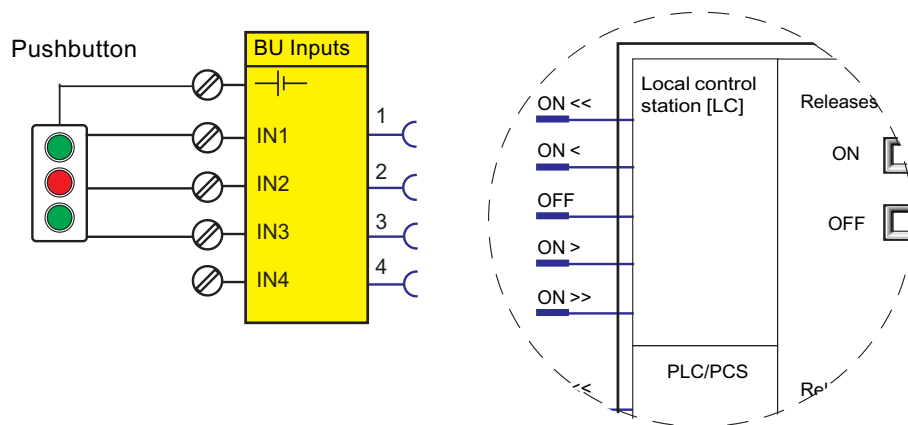 Pushbutton
BU Inputs
IN1
IN2
IN3
IN4
1
2
3
4
ON <<
ON <
OFF
ON >
ON >>
<<
Local control
station [LC]
PLC/PCS
Releases
ON
OFF